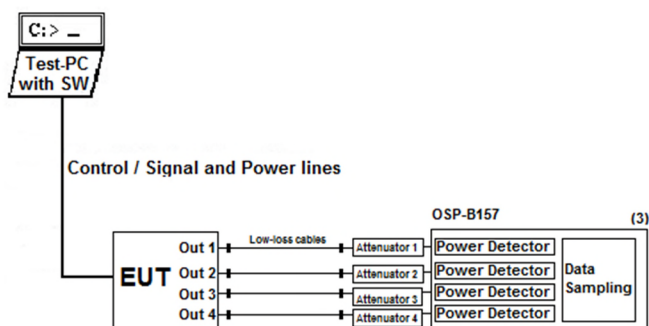 C:> _
Test-PC
with SW
Control / Signal and Power lines
OSP-B157
(3)
EUT
Out 1
Low-loss cables
Attenuator 1
Power Detector
Out 2
Attenuator 2
Power Detector
Out 3
Attenuator 3
Power Detector
Out 4
Attenuator 4
Power Detector
Data
Sampling